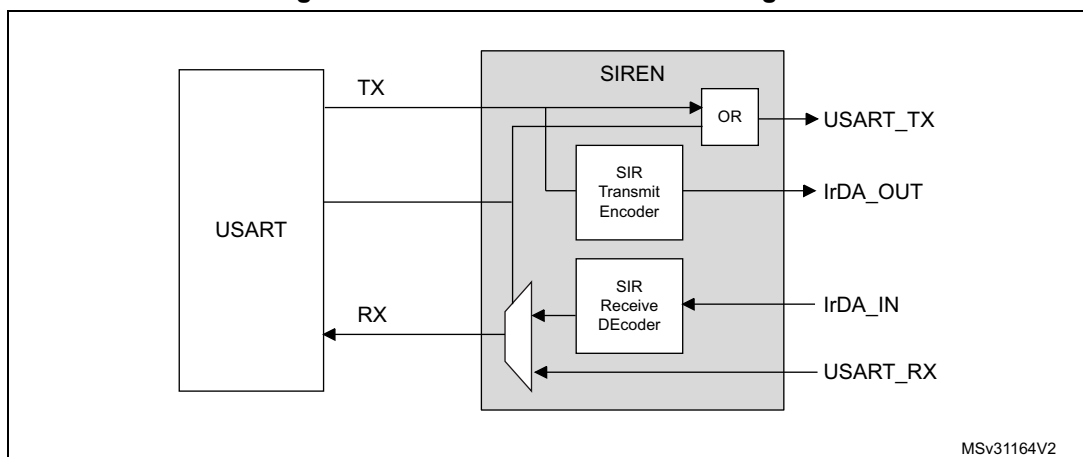 SIREN
TX
OR
USART_TX
SIR
Transmit
Encoder
IrDA_OUT
USART
SIR
Receive
DEcoder
IrDA_IN
RX
USART_RX
MSv31164V2